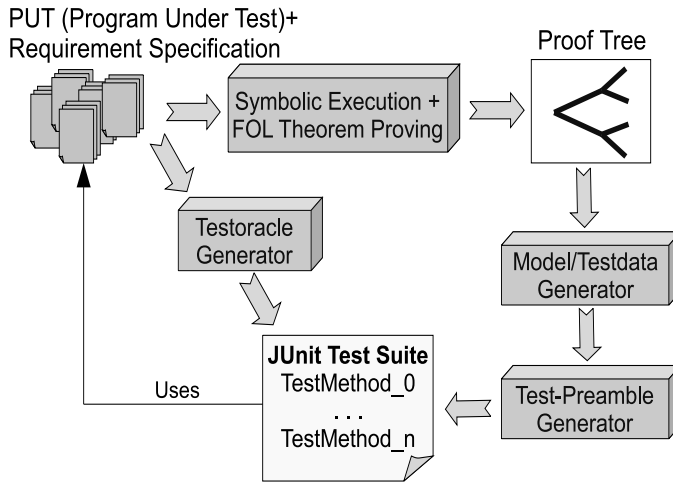 PUT (Program Under Test)+
Requirement Specification
Proof Tree
Symbolic Execution +
FOL Theorem Proving
Testoracle
Generator
Model/Testdata
Generator
JUnit Test Suite
TestMethod_0
. . .
TestMethod_n
Uses
Test-Preamble
Generator